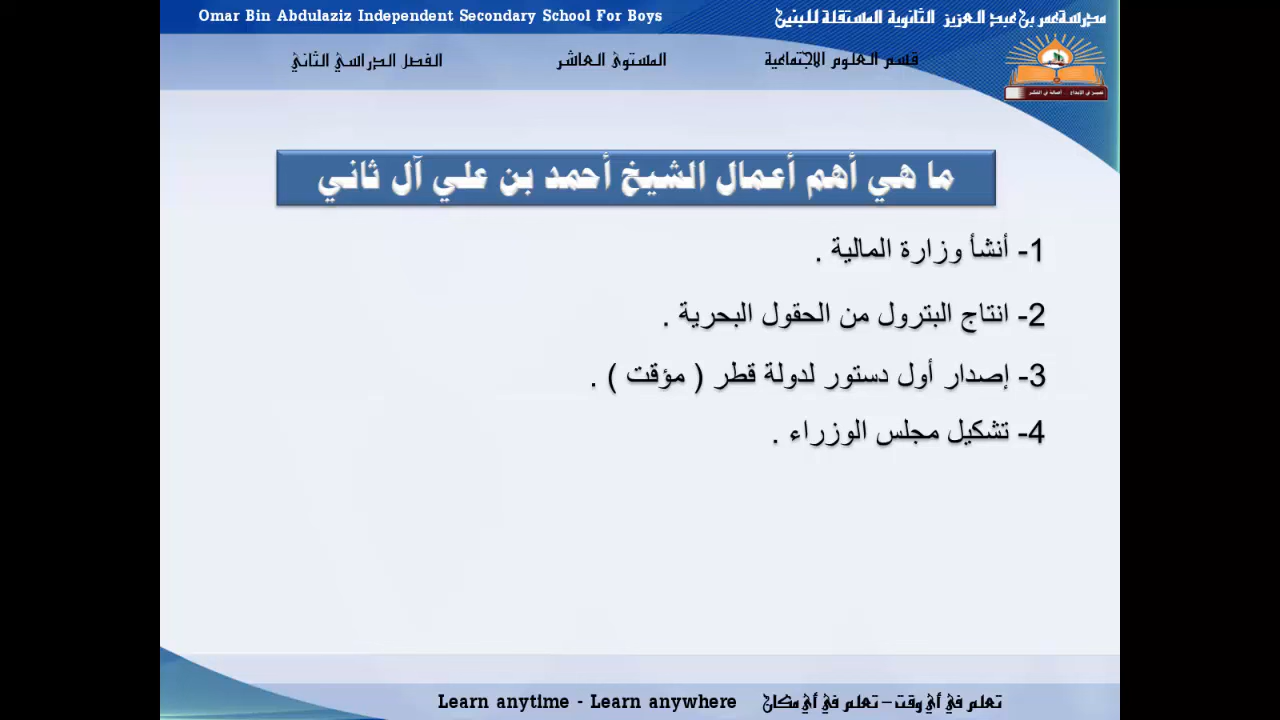 Omar Bin Abdulaziz Independent Secondary School For Boys
مدرسة عمر بن عبد العزيز الثانوية المستقلة للبنين
قسم العلوم الاجتماعية
المستوى العاشر
الفصل الدراسي الثاني
ما هي أهم أعمال الشيخ أحمد بن علي آل ثاني
1- أنشأ وزارة المالية .
2- انتاج البترول من الحقول البحرية .
3- إصدار أول دستور لدولة قطر ( مؤقت ) .
4- تشكيل مجلس الوزراء .
تعلم في أي وقت – تعلم في أي مكان
Learn anytime - Learn anywhere